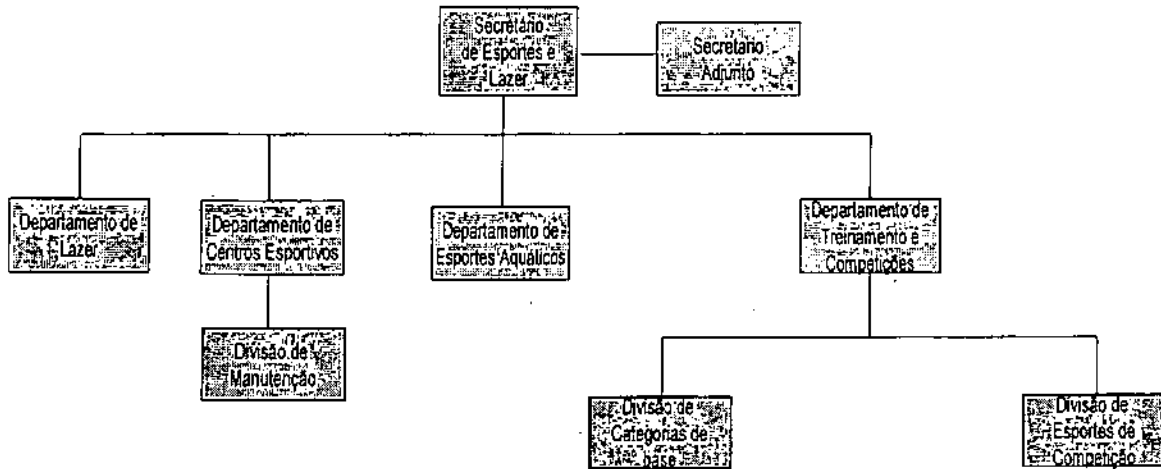 Secretário
de Esportes e
Lazer
Secretário
Adjunto
Departamento de
Lazer
Departamento de
Centros Esportivos
Departamento de
Esportes Aquáticos
Departamento de
Treinamento e
Competições
Divisão de
Manutenção
Divisão de
Categorias de
base
Divisão de
Esportes de
Competição